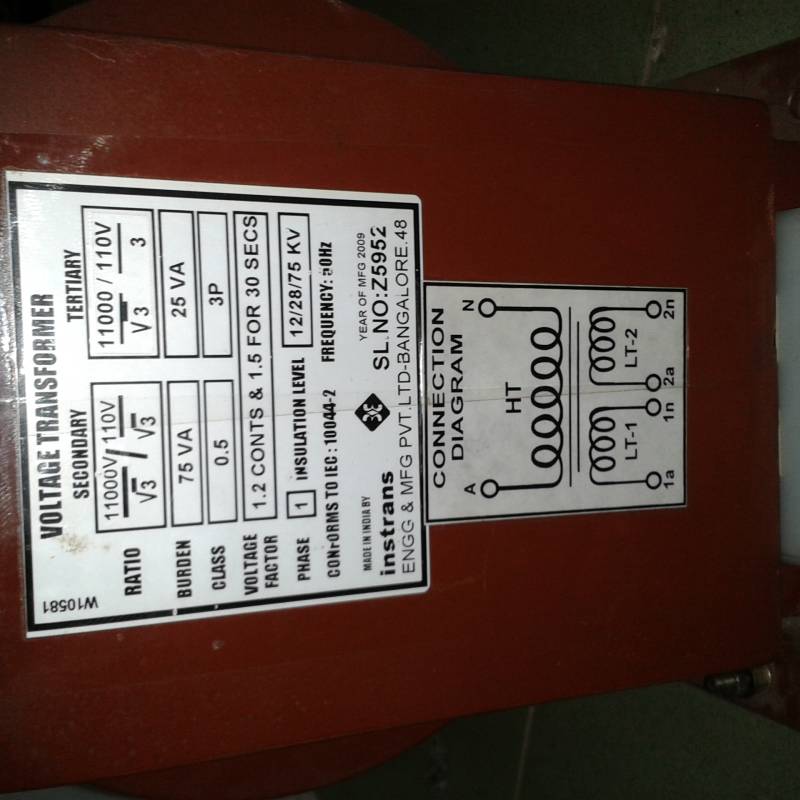 W10581
VOLTAGE TRANSFORMER
SECONDARY TERTIARY
RATIO 11000V/√3 / 110V/√3 11000/√3 / 110V/3
BURDEN 75 VA 25 VA
CLASS 0.5 3P
VOLTAGE FACTOR 1.2 CONTS & 1.5 FOR 30 SECS
PHASE 1 INSULATION LEVEL 12/28/75 KV
CONFORMS TO IEC: 10044-2 FREQUENCY: 50Hz
MADE IN INDIA BY YEAR OF MFG 2009
instrans SL.NO:Z5952
ENGG & MFG PVT.LTD-BANGALORE.48
CONNECTION
DIAGRAM
A N
HT
LT-1 LT-2
1a 1n 2a 2n